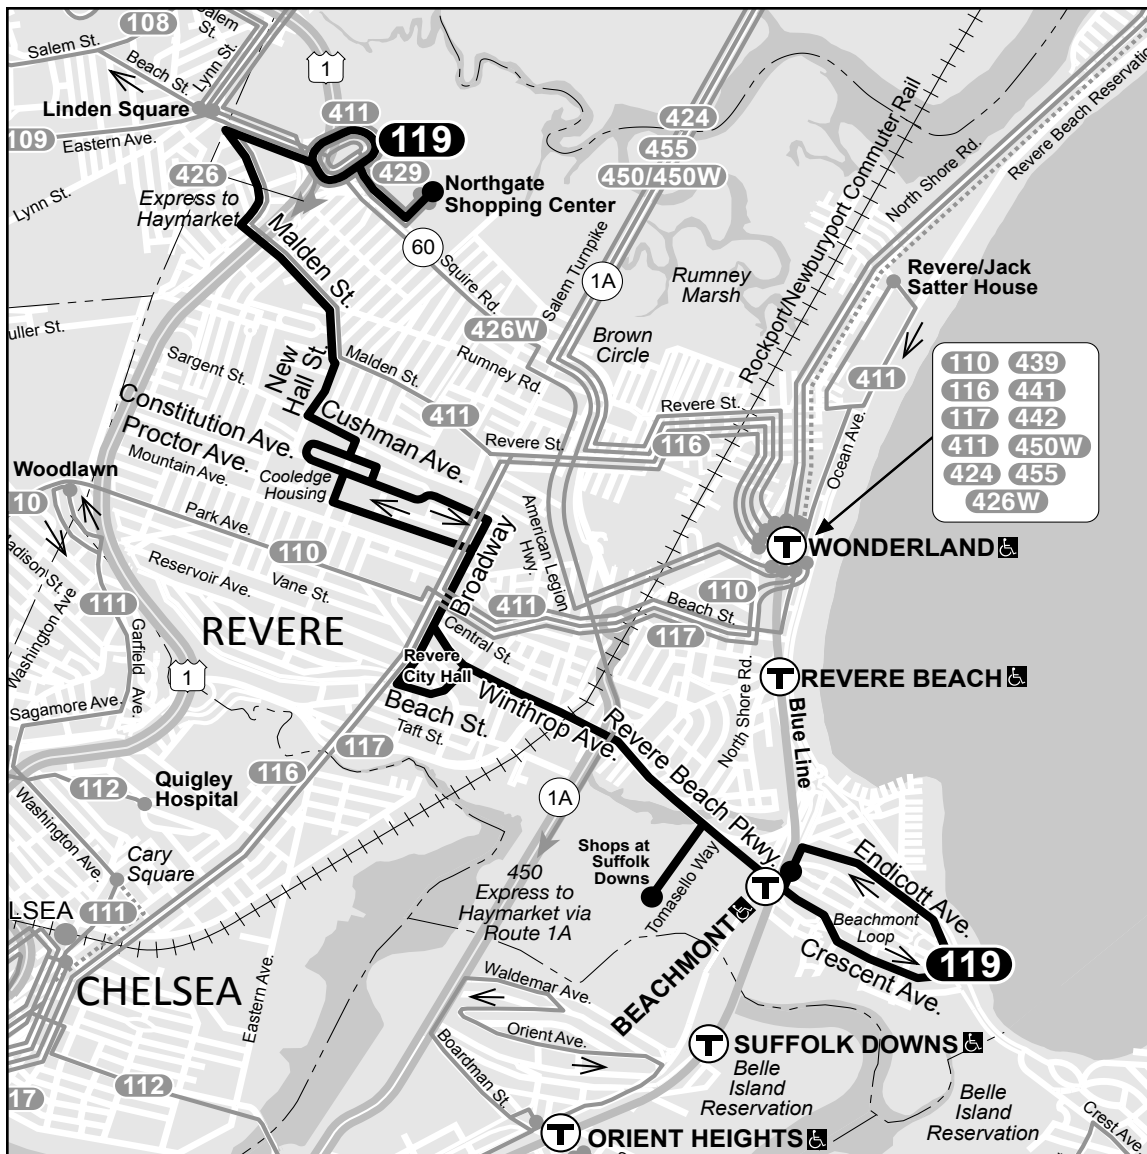 108
Salem St.
Salem
St.
Lynn St.
Beach St.
1
Linden Square
109
Eastern Ave.
411
119
424
455
450/450W
426
429
Express to
Haymarket
Northgate
Shopping Center
Lynn St.
60
Squire Rd.
Salem Turnpike
1A
Rumney
Marsh
Rockport/Newburyport Commuter Rail
North Shore Rd.
Revere Beach Reservation
Revere/Jack
Satter House
Malden St.
426W
Brown
Circle
Rumney Rd.
uller St.
Sargent St.
New
Hall St.
Malden St.
411
110 439
116 441
117 442
411 450W
424 455
426W
411
Ocean Ave.
Revere St.
Revere St.
116
Constitution Ave.
Proctor Ave.
Cushman Ave.
Mountain Ave.
Cooledge
Housing
Woodlawn
10
Park Ave.
110
Broadway
American Legion
Hwy.
WONDERLAND
adison St.
Washington Ave
111
Garfield Ave.
Reservoir Ave.
Vane St.
411
110
Beach St.
117
REVERE
Central St.
Revere
City Hall
1
Beach St.
Taft St.
Winthrop Ave.
Revere Beach Pkwy.
North Shore Rd.
REVERE BEACH
Blue Line
Sagamore Ave.
117
116
112
Quigley
Hospital
Washington Ave.
Cary
Square
1A
Shops at
Suffolk
Downs
Tomasello Way
450
Express to
Haymarket via
Route 1A
Endicott Ave.
Beachmont
Loop
Crescent Ave.
119
BEACHMONT
111
LSEA
CHELSEA
Eastern Ave.
Waldemar Ave.
Orient Ave.
Boardman St.
SUFFOLK DOWNS
Belle
Island
Reservation
Belle
Island
Reservation
112
17
ORIENT HEIGHTS
Crest Ave.